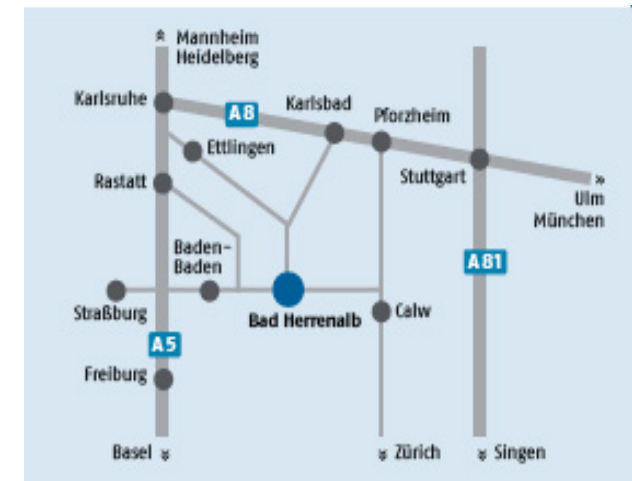 Mannheim
Heidelberg
Karlsruhe
A8
Karlsbad
Pforzheim
Ettlingen
Rastatt
Stuttgart
Ulm
München
Baden-
Baden
A81
Straßburg
Bad Herrenalb
Calw
A5
Freiburg
Basel
Zürich
Singen